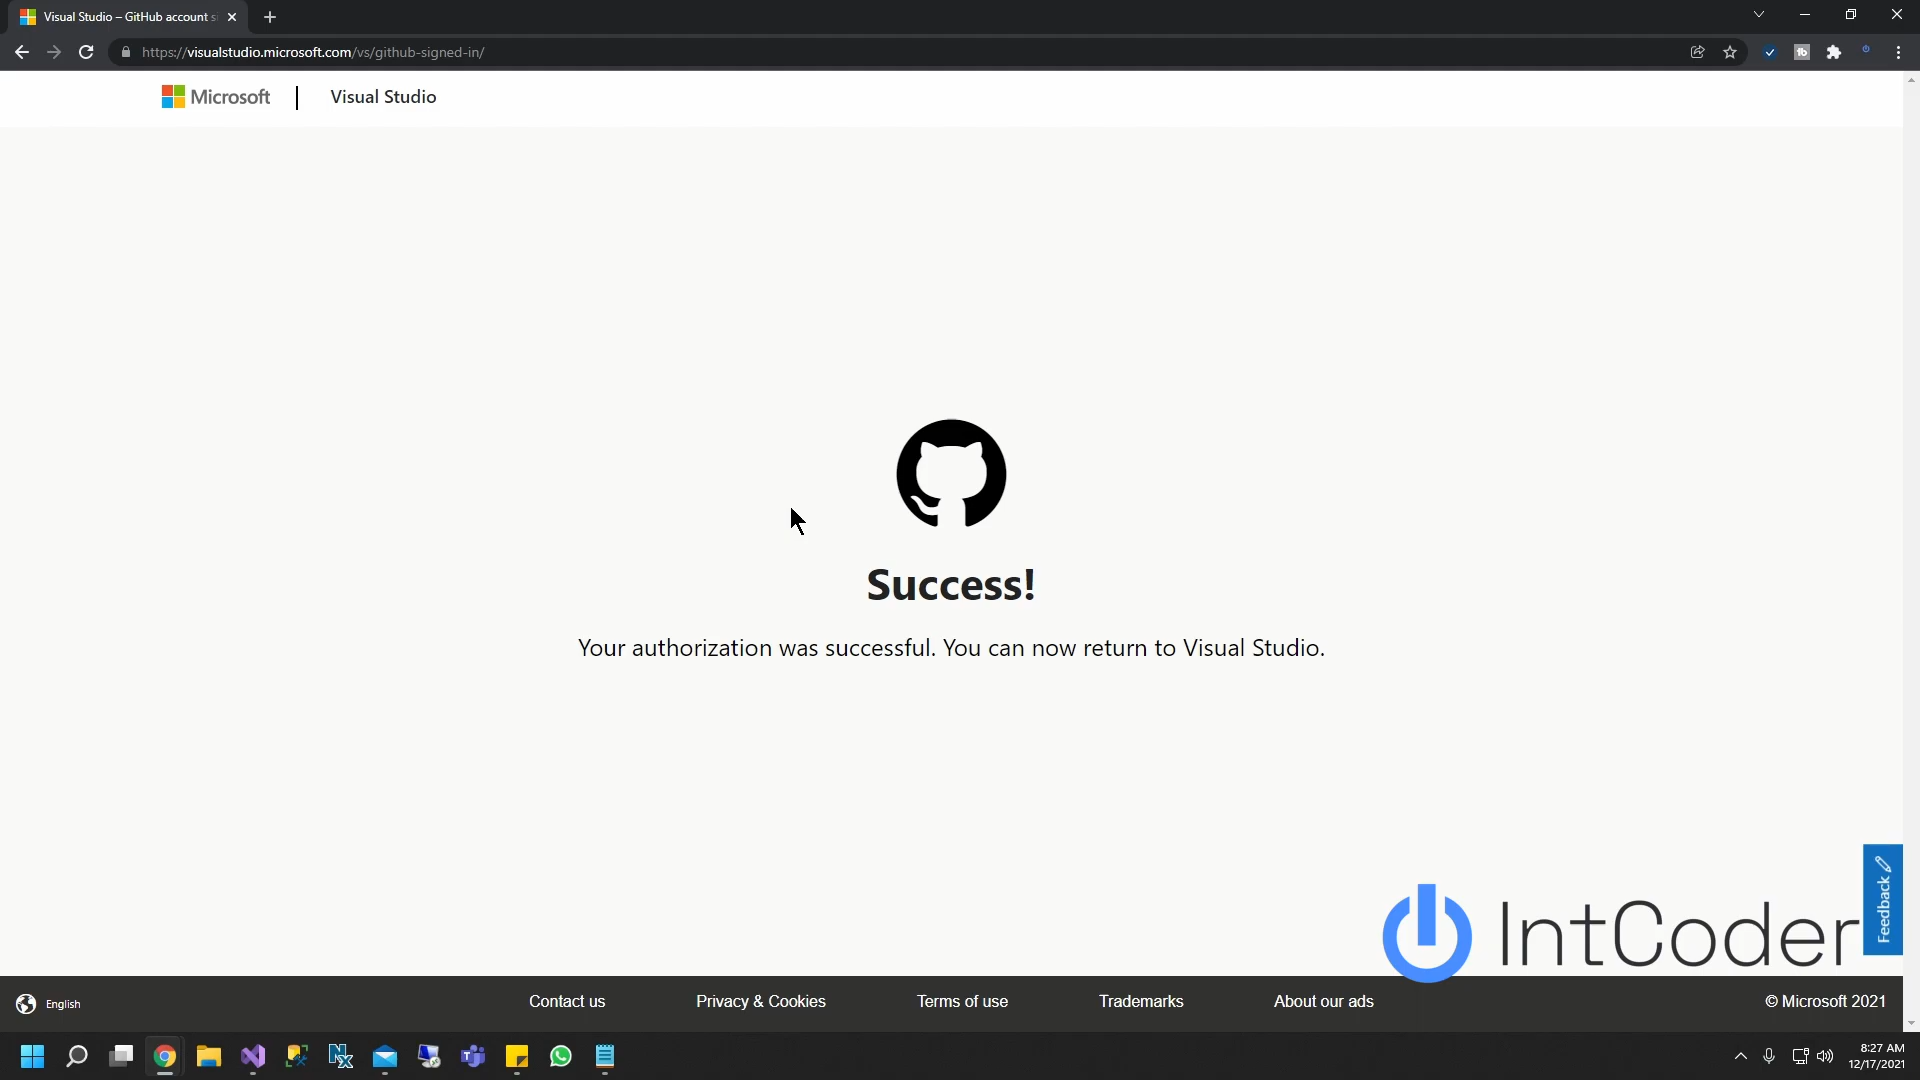 Visual Studio – GitHub account s
https://visualstudio.microsoft.com/vs/github-signed-in/
Microsoft
Visual Studio
Success!
Your authorization was successful. You can now return to Visual Studio.
Feedback
IntCoder
English
Contact us
Privacy & Cookies
Terms of use
Trademarks
About our ads
© Microsoft 2021
8:27 AM
12/17/2021